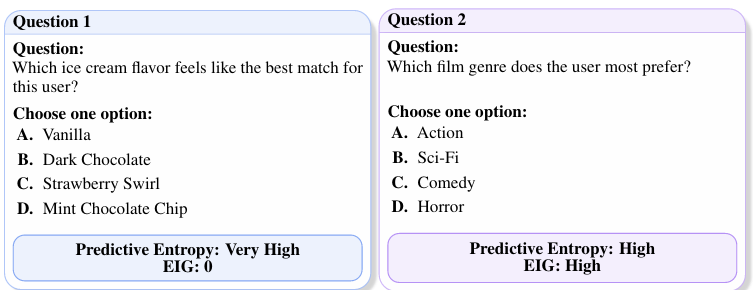 Question 1
Question:
Which ice cream flavor feels like the best match for
this user?
Choose one option:
A. Vanilla
B. Dark Chocolate
C. Strawberry Swirl
D. Mint Chocolate Chip
Predictive Entropy: Very High
EIG: 0
Question 2
Question:
Which film genre does the user most prefer?
Choose one option:
A. Action
B. Sci-Fi
C. Comedy
D. Horror
Predictive Entropy: High
EIG: High